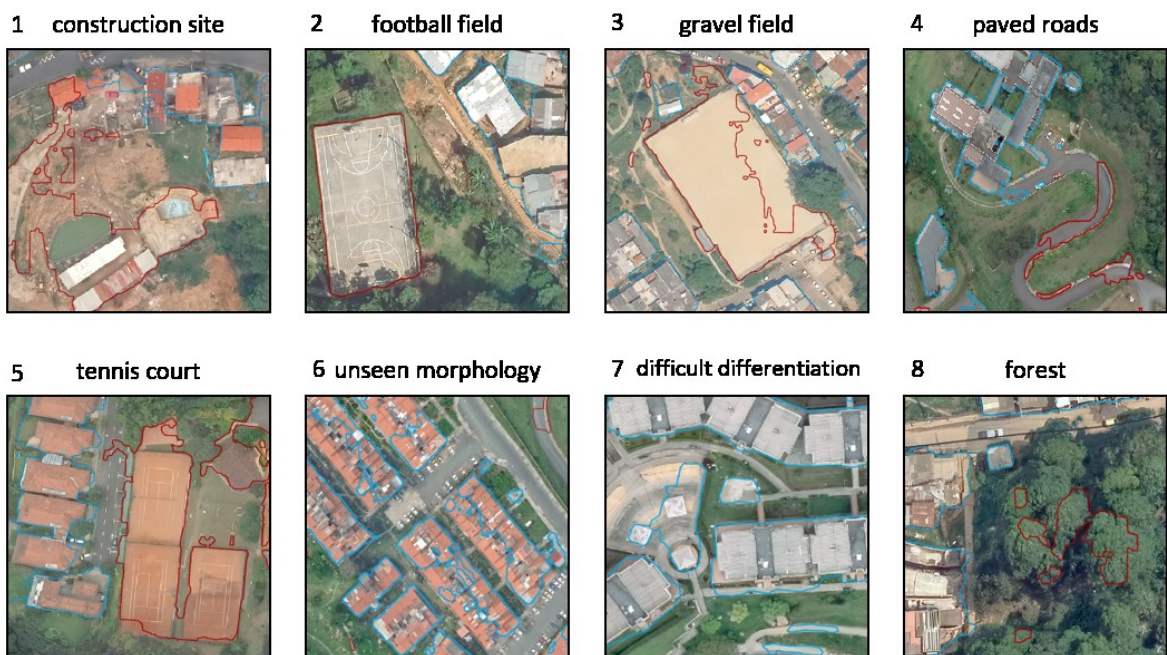 1 construction site
2 football field
3 gravel field
4 paved roads
5 tennis court
6 unseen morphology
7 difficult differentiation
8 forest